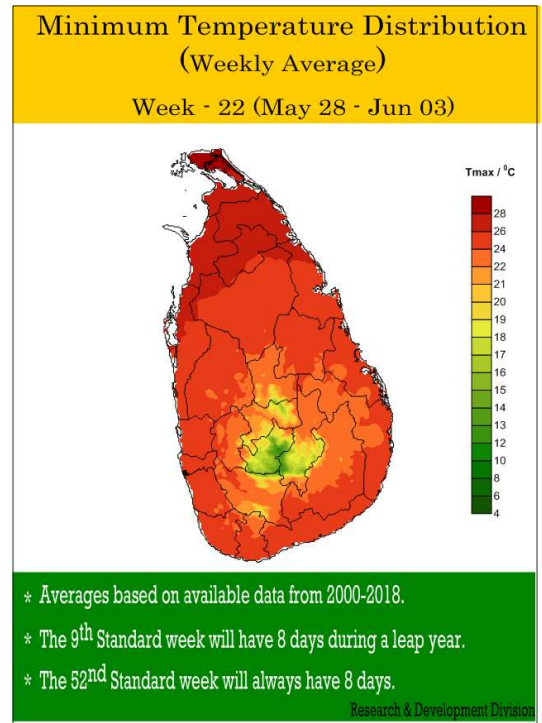 Minimum Temperature Distribution
(Weekly Average)
Week - 22 (May 28 - Jun 03)
Tmax / ⁰C
28
26
24
22
21
20
19
18
17
16
15
14
13
12
10
8
6
4
* Averages based on available data from 2000-2018.
* The 9th Standard week will have 8 days during a leap year.
* The 52nd Standard week will always have 8 days.
Research & Development Division